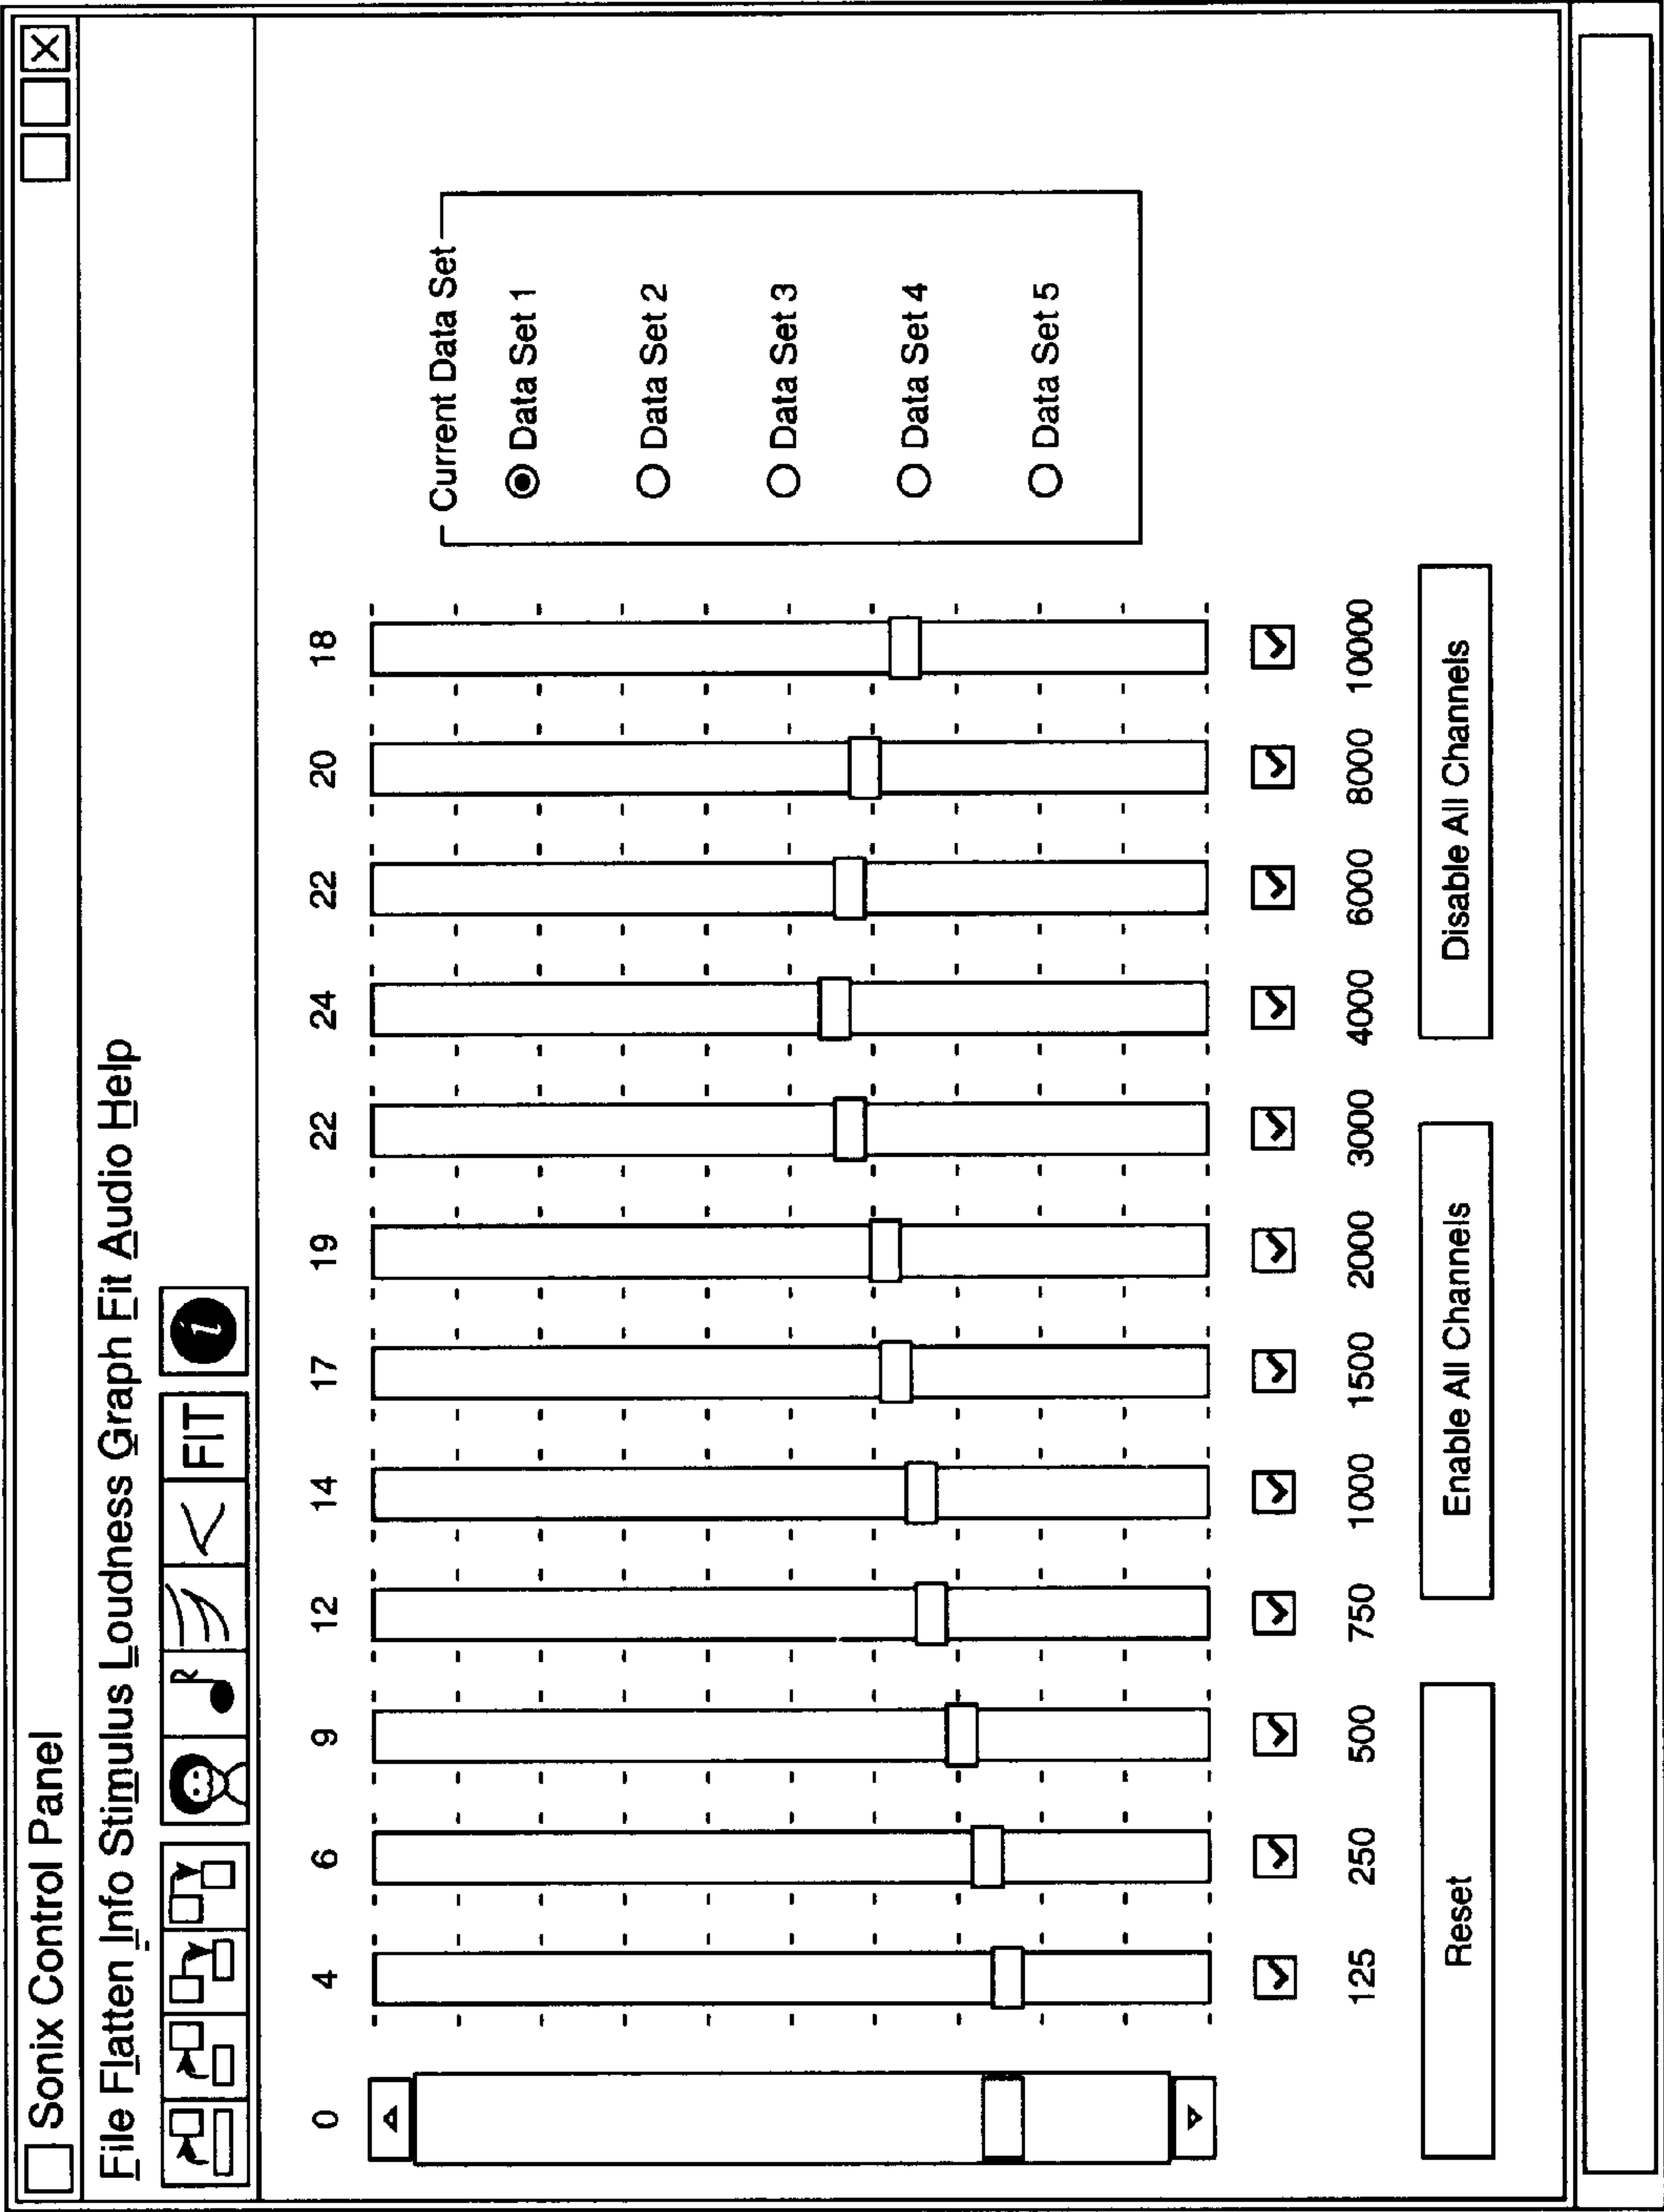 Sonix Control Panel
File Flatten Info Stimulus Loudness Graph Fit Audio Help
FIT i
0 4 6 9 12 14 17 19 22 24 22 20 18
Current Data Set
Data Set 1
Data Set 2
Data Set 3
Data Set 4
Data Set 5
125 250 500 750 1000 1500 2000 3000 4000 6000 8000 10000
Reset Enable All Channels Disable All Channels